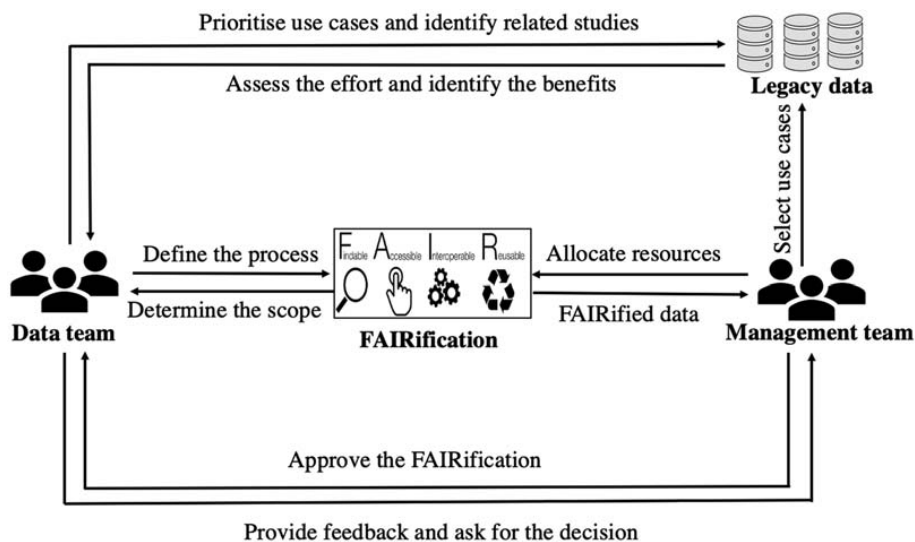 Prioritise use cases and identify related studies
Assess the effort and identify the benefits
Legacy data
Select use cases
Define the process
Findable Accessible Interoperable Reusable
Allocate resources
Determine the scope
FAIRified data
Data team
FAIRification
Management team
Approve the FAIRification
Provide feedback and ask for the decision